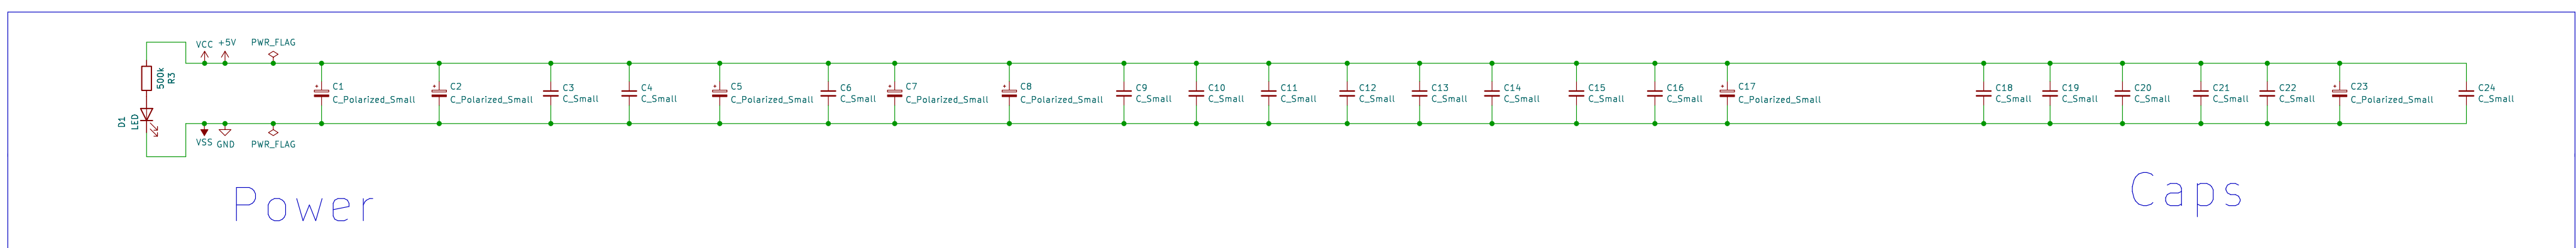 VCC
+5V
PWR_FLAG
500k
R3
D1
LED
VSS
GND
PWR_FLAG
C1
C_Polarized_Small
C2
C_Polarized_Small
C3
C_Small
C4
C_Small
C5
C_Polarized_Small
C6
C_Small
C7
C_Polarized_Small
C8
C_Polarized_Small
C9
C_Small
C10
C_Small
C11
C_Small
C12
C_Small
C13
C_Small
C14
C_Small
C15
C_Small
C16
C_Small
C17
C_Polarized_Small
C18
C_Small
C19
C_Small
C20
C_Small
C21
C_Small
C22
C_Small
C23
C_Polarized_Small
C24
C_Small
Power
Caps